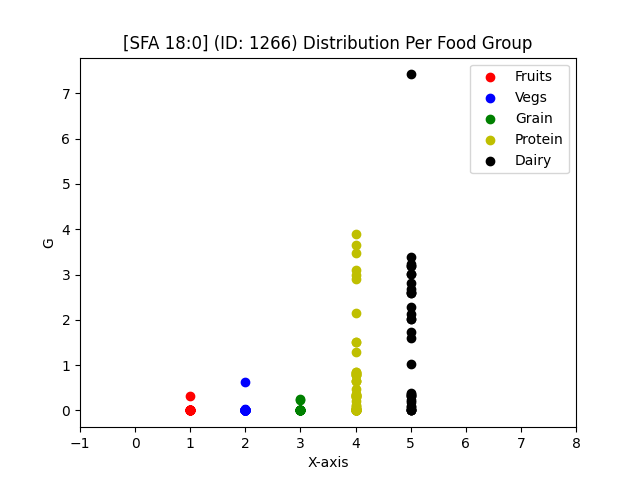 [SFA 18:0] (ID: 1266) Distribution Per Food Group
Fruits
Vegs
Grain
Protein
Dairy
7
6
5
4
3
2
1
0
G
−1 0 1 2 3 4 5 6 7 8
X-axis